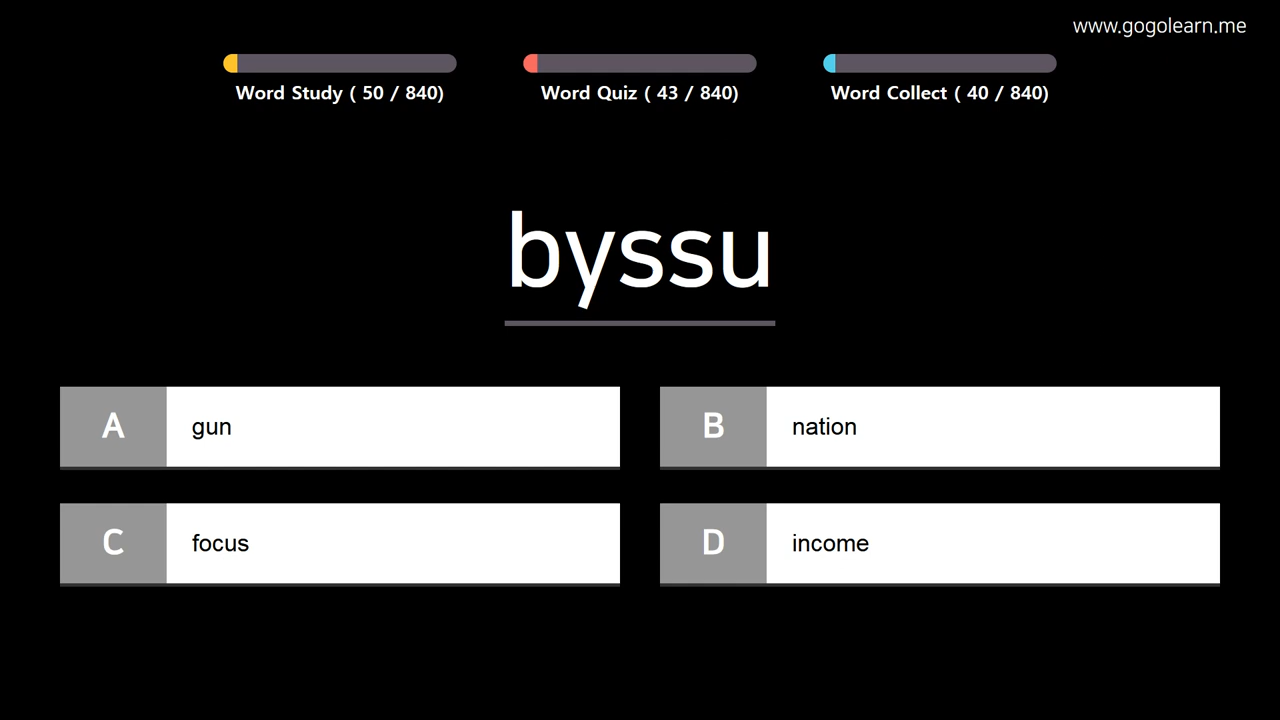 www.gogolearn.me
Word Study ( 50 / 840)
Word Quiz ( 43 / 840)
Word Collect ( 40 / 840)
byssu
A gun
B nation
C focus
D income